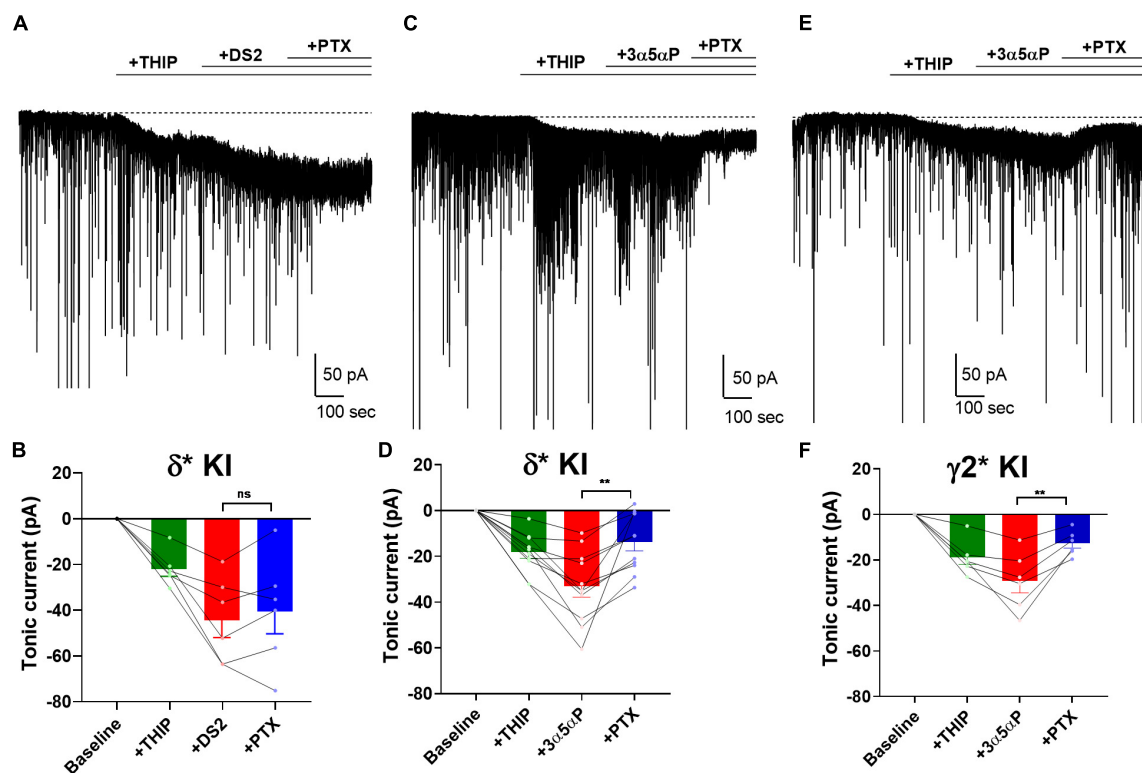 A
+THIP
+DS2
+PTX
50 pA
100 sec
C
+THIP
+3α5αP
+PTX
50 pA
100 sec
E
+THIP
+3α5αP
+PTX
50 pA
100 sec
B
δ* KI
ns
Tonic current (pA)
20
0
-20
-40
-60
-80
Baseline
+THIP
+DS2
+PTX
D
δ* KI
**
Tonic current (pA)
20
0
-20
-40
-60
-80
Baseline
+THIP
+3α5αP
+PTX
F
γ2* KI
**
Tonic current (pA)
20
0
-20
-40
-60
-80
Baseline
+THIP
+3α5αP
+PTX